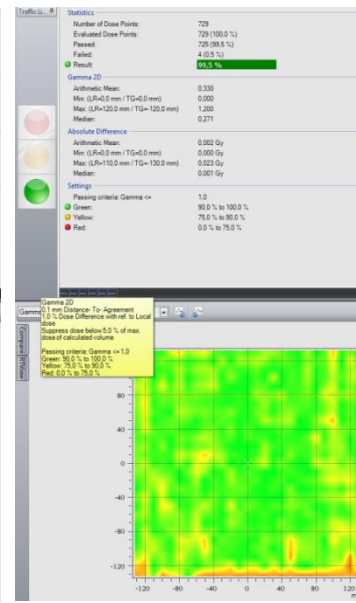 Traffic Li...
Statistics
Number of Dose Points: 729
Evaluated Dose Points: 729 (100,0 %)
Passed: 725 (99,5 %)
Failed: 4 (0,5 %)
Result: 99,5 %
Gamma 2D
Arithmetic Mean: 0,330
Min: (LR=0,0 mm / TG=0,0 mm) 0,000
Max: (LR=120,0 mm / TG=-120,0 mm) 1,200
Median: 0,271
Absolute Difference
Arithmetic Mean: 0,002 Gy
Min: (LR=0,0 mm / TG=0,0 mm) 0,000 Gy
Max: (LR=110,0 mm / TG=-130,0 mm) 0,023 Gy
Median: 0,001 Gy
Settings
Passing criteria: Gamma <= 1,0
Green: 90,0 % to 100,0 %
Yellow: 75,0 % to 90,0 %
Red: 0,0 % to 75,0 %
Gamma
Gamma 2D
0,1 mm Distance-To- Agreement
1,0 % Dose Difference with ref. to Local
dose
Suppress dose below 5,0 % of max.
dose of calculated volume
Passing criteria: Gamma <= 1,0
Green: 90,0 % to 100,0 %
Yellow: 75,0 % to 90,0 %
Red: 0,0 % to 75,0 %
Compare
RTView
80
40
0
-40
-80
-120
-120 -80 -40 0 40 80 120